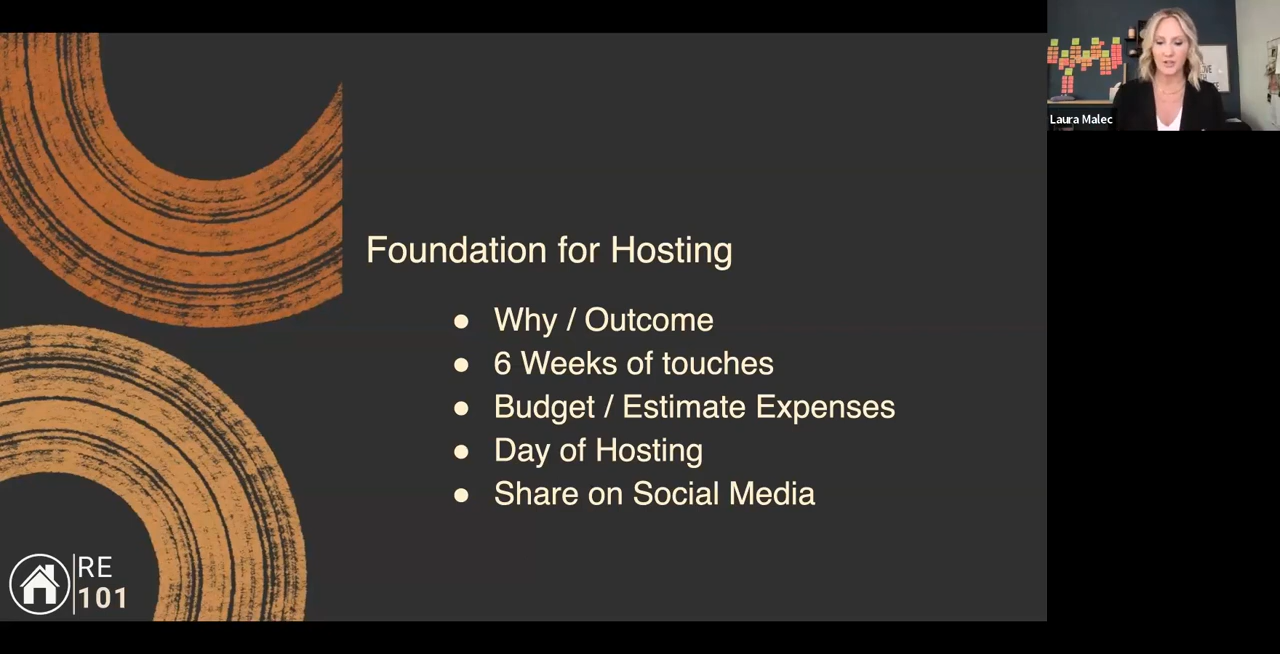 Foundation for Hosting
● Why / Outcome
● 6 Weeks of touches
● Budget / Estimate Expenses
● Day of Hosting
● Share on Social Media
RE
101
Laura Malec